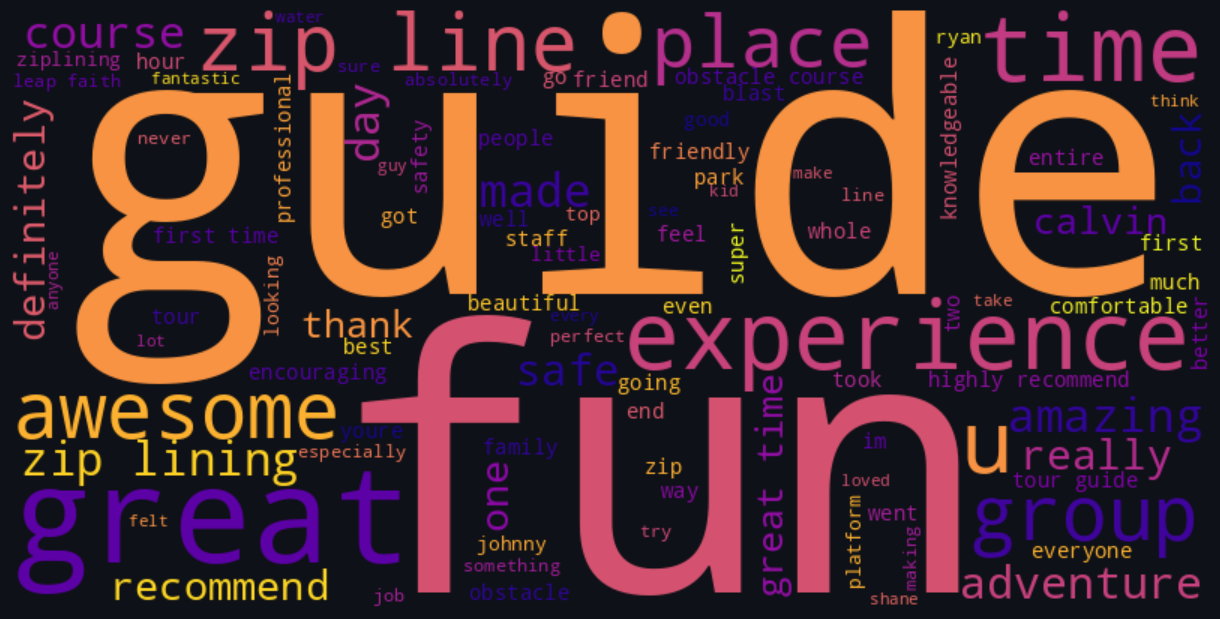 water
course
zip line
place
time
ryan
ziplining
hour
sure
leap faith
fantastic
absolutely
go
friend
obstacle course
blast
think
guide
definitely
professional
day
safety
never
guy
people
good
friendly
park
kid
make
line
knowledgeable
entire
back
got
made
well
top
see
feel
whole
calvin
first time
staff
little
super
first
anyone
looking
much
tour
lot
beautiful
even
two
take
comfortable
every
thank
best
perfect
experience
better
encouraging
safe
going
took
highly recommend
awesome
fun
end
great time
amazing
youre
zip lining
especially
family
im
u
really
great
one
zip
way
loved
tour guide
felt
try
platform
went
group
johnny
making
everyone
something
recommend
job
obstacle
shane
adventure